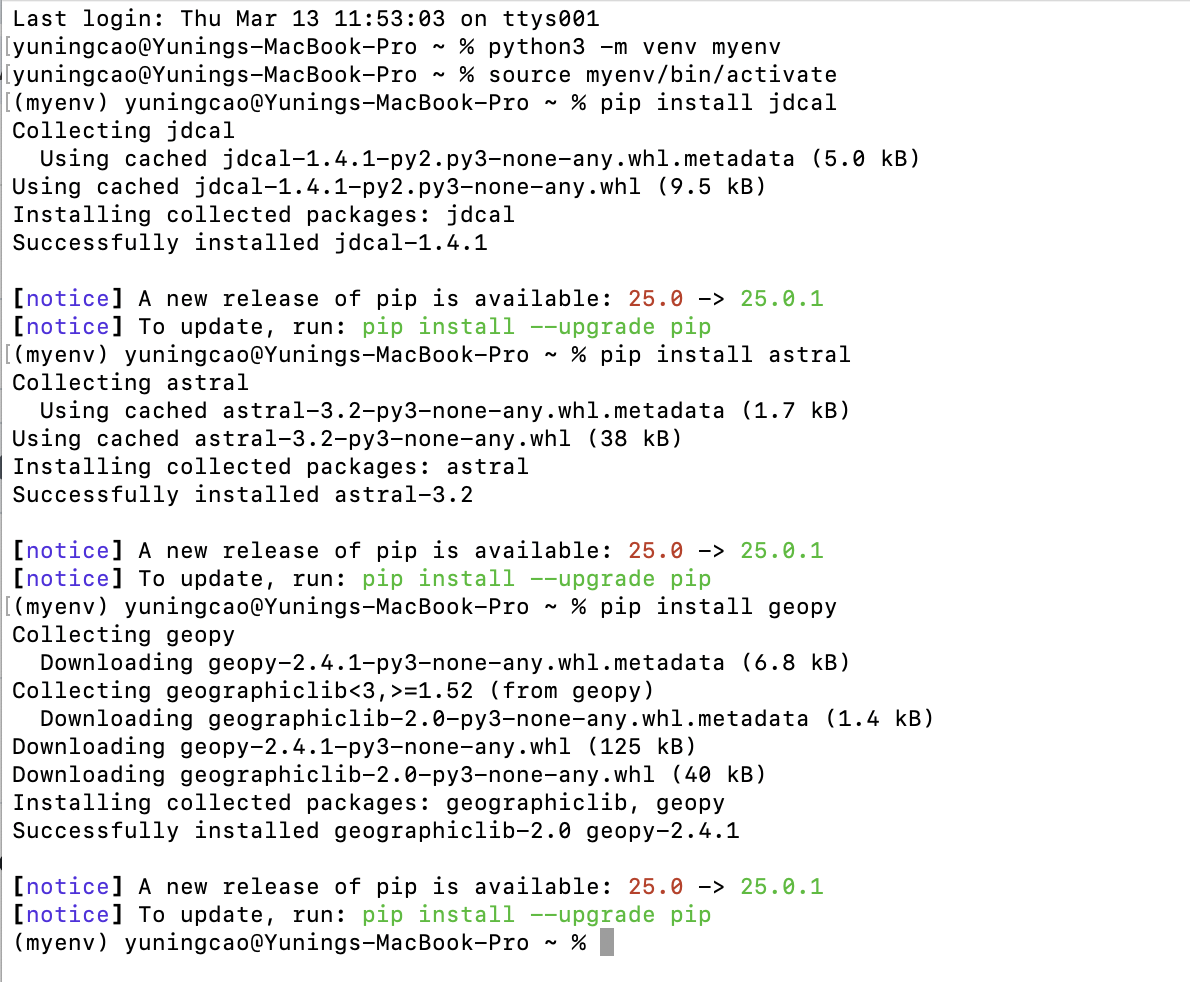 Last login: Thu Mar 13 11:53:03 on ttys001
[yuningcao@Yunings-MacBook-Pro ~ % python3 -m venv myenv
[yuningcao@Yunings-MacBook-Pro ~ % source myenv/bin/activate
[(myenv) yuningcao@Yunings-MacBook-Pro ~ % pip install jdcal
Collecting jdcal
  Using cached jdcal-1.4.1-py2.py3-none-any.whl.metadata (5.0 kB)
Using cached jdcal-1.4.1-py2.py3-none-any.whl (9.5 kB)
Installing collected packages: jdcal
Successfully installed jdcal-1.4.1

[notice] A new release of pip is available: 25.0 -> 25.0.1
[notice] To update, run: pip install --upgrade pip
[(myenv) yuningcao@Yunings-MacBook-Pro ~ % pip install astral
Collecting astral
  Using cached astral-3.2-py3-none-any.whl.metadata (1.7 kB)
Using cached astral-3.2-py3-none-any.whl (38 kB)
Installing collected packages: astral
Successfully installed astral-3.2

[notice] A new release of pip is available: 25.0 -> 25.0.1
[notice] To update, run: pip install --upgrade pip
[(myenv) yuningcao@Yunings-MacBook-Pro ~ % pip install geopy
Collecting geopy
  Downloading geopy-2.4.1-py3-none-any.whl.metadata (6.8 kB)
Collecting geographiclib<3,>=1.52 (from geopy)
  Downloading geographiclib-2.0-py3-none-any.whl.metadata (1.4 kB)
Downloading geopy-2.4.1-py3-none-any.whl (125 kB)
Downloading geographiclib-2.0-py3-none-any.whl (40 kB)
Installing collected packages: geographiclib, geopy
Successfully installed geographiclib-2.0 geopy-2.4.1

[notice] A new release of pip is available: 25.0 -> 25.0.1
[notice] To update, run: pip install --upgrade pip
(myenv) yuningcao@Yunings-MacBook-Pro ~ %